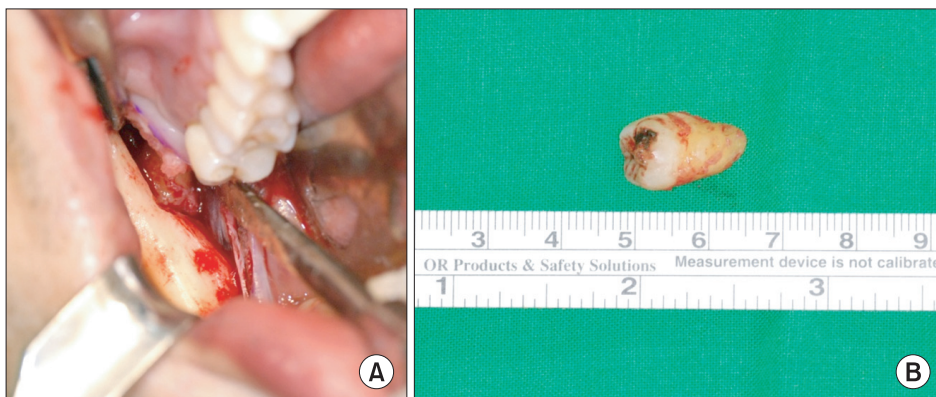 3 4 5 6 7 8 9
OR Products & Safety Solutions Measurement device is not calibrate
1 2 3
A
B